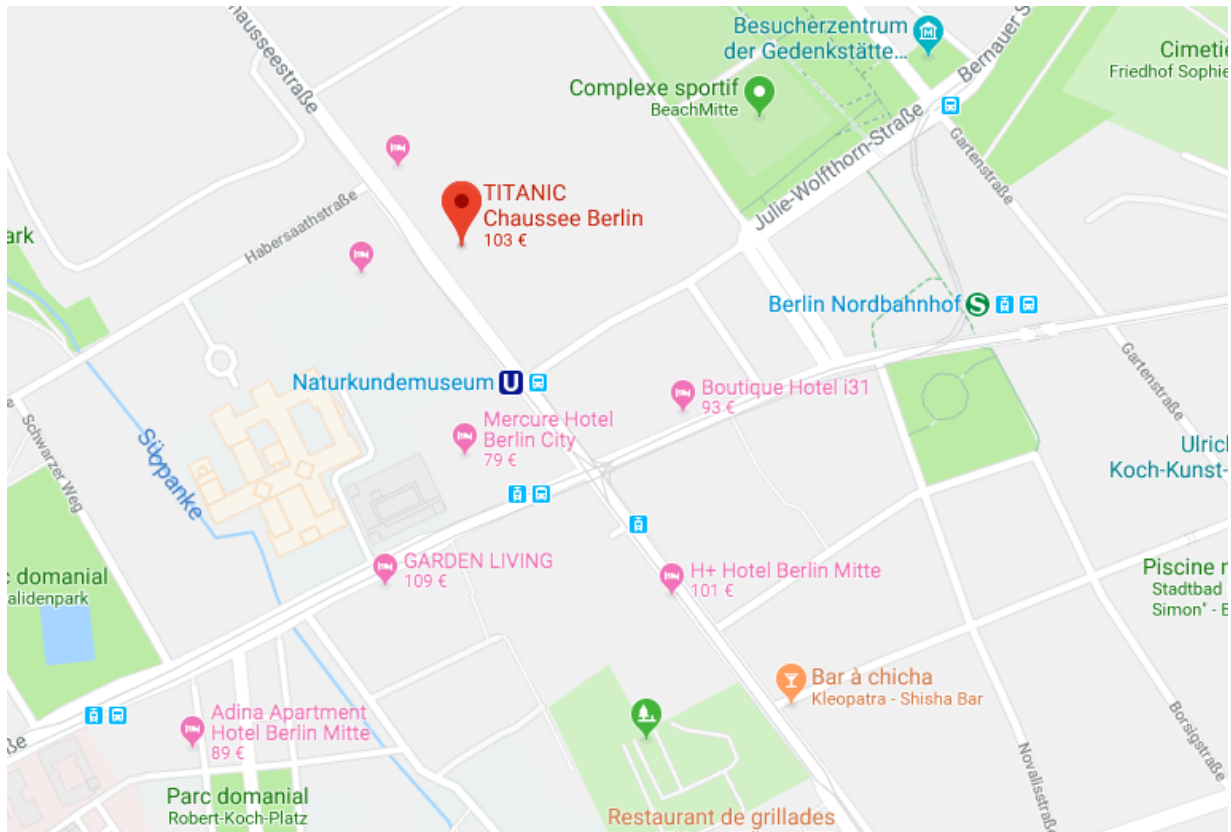 hausseestraße
Besucherzentrum
der Gedenkstätte...
Bernauer S
Cimetiè
Friedhof Sophie
Complexe sportif
BeachMitte
Julie-Wolfthorn-Straße
Gartenstraße
TITANIC
Chaussee Berlin
103 €
Habersaathstraße
ark
Berlin Nordbahnhof
S
Naturkundemuseum
U
Boutique Hotel i31
93 €
Gartenstraße
Mercure Hotel
Berlin City
79 €
Schwarzer Weg
Südpanke
Ulrich
Koch-Kunst-
GARDEN LIVING
109 €
H+ Hotel Berlin Mitte
101 €
c domanial
alidenpark
Piscine m
Stadtbad
Simon" - B
Bar à chicha
Kleopatra - Shisha Bar
Adina Apartment
Hotel Berlin Mitte
89 €
ße
Borsigstraße
Novalisstraße
Parc domanial
Robert-Koch-Platz
Restaurant de grillades